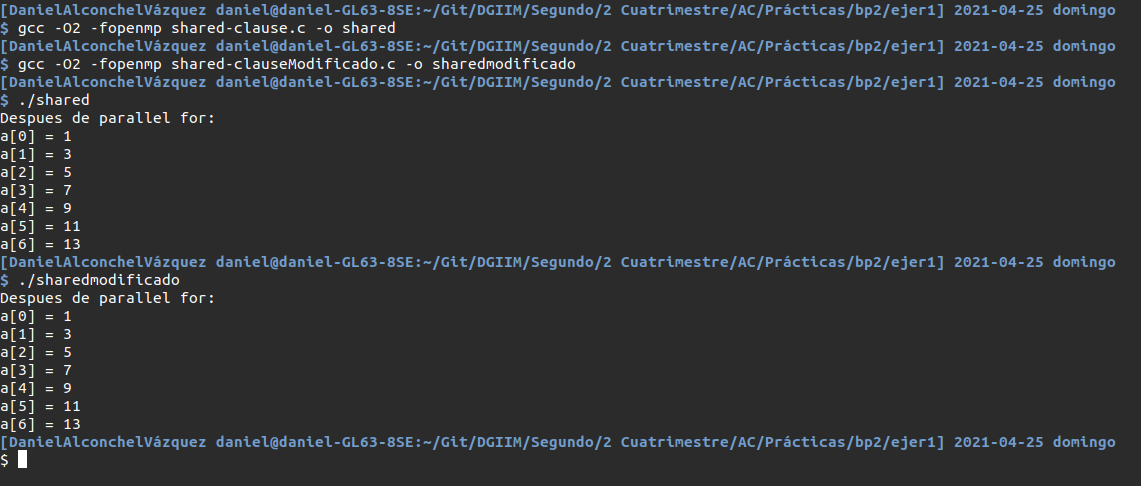 [DanielAlconchelVázquez daniel@daniel-GL63-8SE:~/Git/DGIIM/Segundo/2 Cuatrimestre/AC/Prácticas/bp2/ejer1] 2021-04-25 domingo
$ gcc -O2 -fopenmp shared-clause.c -o shared
[DanielAlconchelVázquez daniel@daniel-GL63-8SE:~/Git/DGIIM/Segundo/2 Cuatrimestre/AC/Prácticas/bp2/ejer1] 2021-04-25 domingo
$ gcc -O2 -fopenmp shared-clauseModificado.c -o sharedmodificado
[DanielAlconchelVázquez daniel@daniel-GL63-8SE:~/Git/DGIIM/Segundo/2 Cuatrimestre/AC/Prácticas/bp2/ejer1] 2021-04-25 domingo
$ ./shared
Despues de parallel for:
a[0] = 1
a[1] = 3
a[2] = 5
a[3] = 7
a[4] = 9
a[5] = 11
a[6] = 13
[DanielAlconchelVázquez daniel@daniel-GL63-8SE:~/Git/DGIIM/Segundo/2 Cuatrimestre/AC/Prácticas/bp2/ejer1] 2021-04-25 domingo
$ ./sharedmodificado
Despues de parallel for:
a[0] = 1
a[1] = 3
a[2] = 5
a[3] = 7
a[4] = 9
a[5] = 11
a[6] = 13
[DanielAlconchelVázquez daniel@daniel-GL63-8SE:~/Git/DGIIM/Segundo/2 Cuatrimestre/AC/Prácticas/bp2/ejer1] 2021-04-25 domingo
$